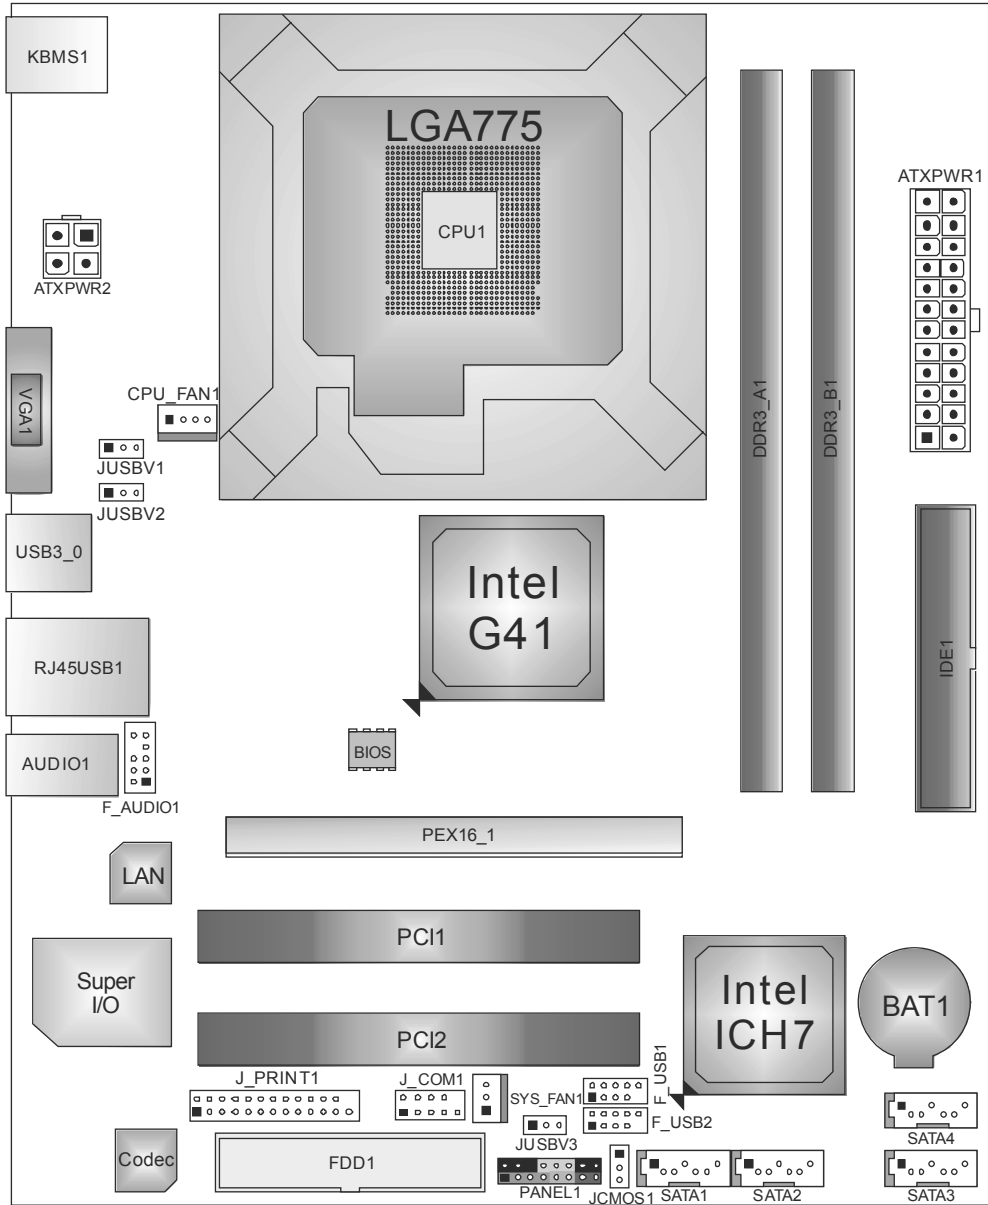 KBMS1
LGA775
CPU1
ATXPWR1
ATXPWR2
VGA1
CPU_FAN1
JUSBV1
JUSBV2
DDR3_A1
DDR3_B1
USB3_0
Intel
G41
RJ45USB1
IDE1
BIOS
AUDIO1
F_AUDIO1
PEX16_1
LAN
PCI1
Super
I/O
Intel
ICH7
BAT1
PCI2
J_PRINT1
J_COM1
SYS_FAN1
F_USB1
F_USB2
JUSBV3
SATA4
Codec
FDD1
PANEL1
JCMOS1
SATA1
SATA2
SATA3